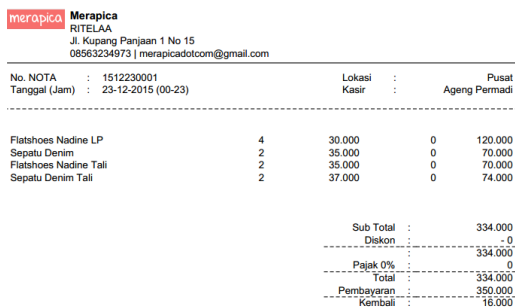 merapica Merapica
RITELAA
Jl. Kupang Panjaan 1 No 15
08563234973 | merapicadotcom@gmail.com
No. NOTA : 1512230001 Lokasi : Pusat
Tanggal (Jam) : 23-12-2015 (00-23) Kasir : Ageng Permadi
Flatshoes Nadine LP 4 30.000 0 120.000
Sepatu Denim 2 35.000 0 70.000
Flatshoes Nadine Tali 2 35.000 0 70.000
Sepatu Denim Tali 2 37.000 0 74.000
Sub Total : 334.000
Diskon : - 0
: 334.000
Pajak 0% : 0
Total : 334.000
Pembayaran : 350.000
Kembali : 16.000